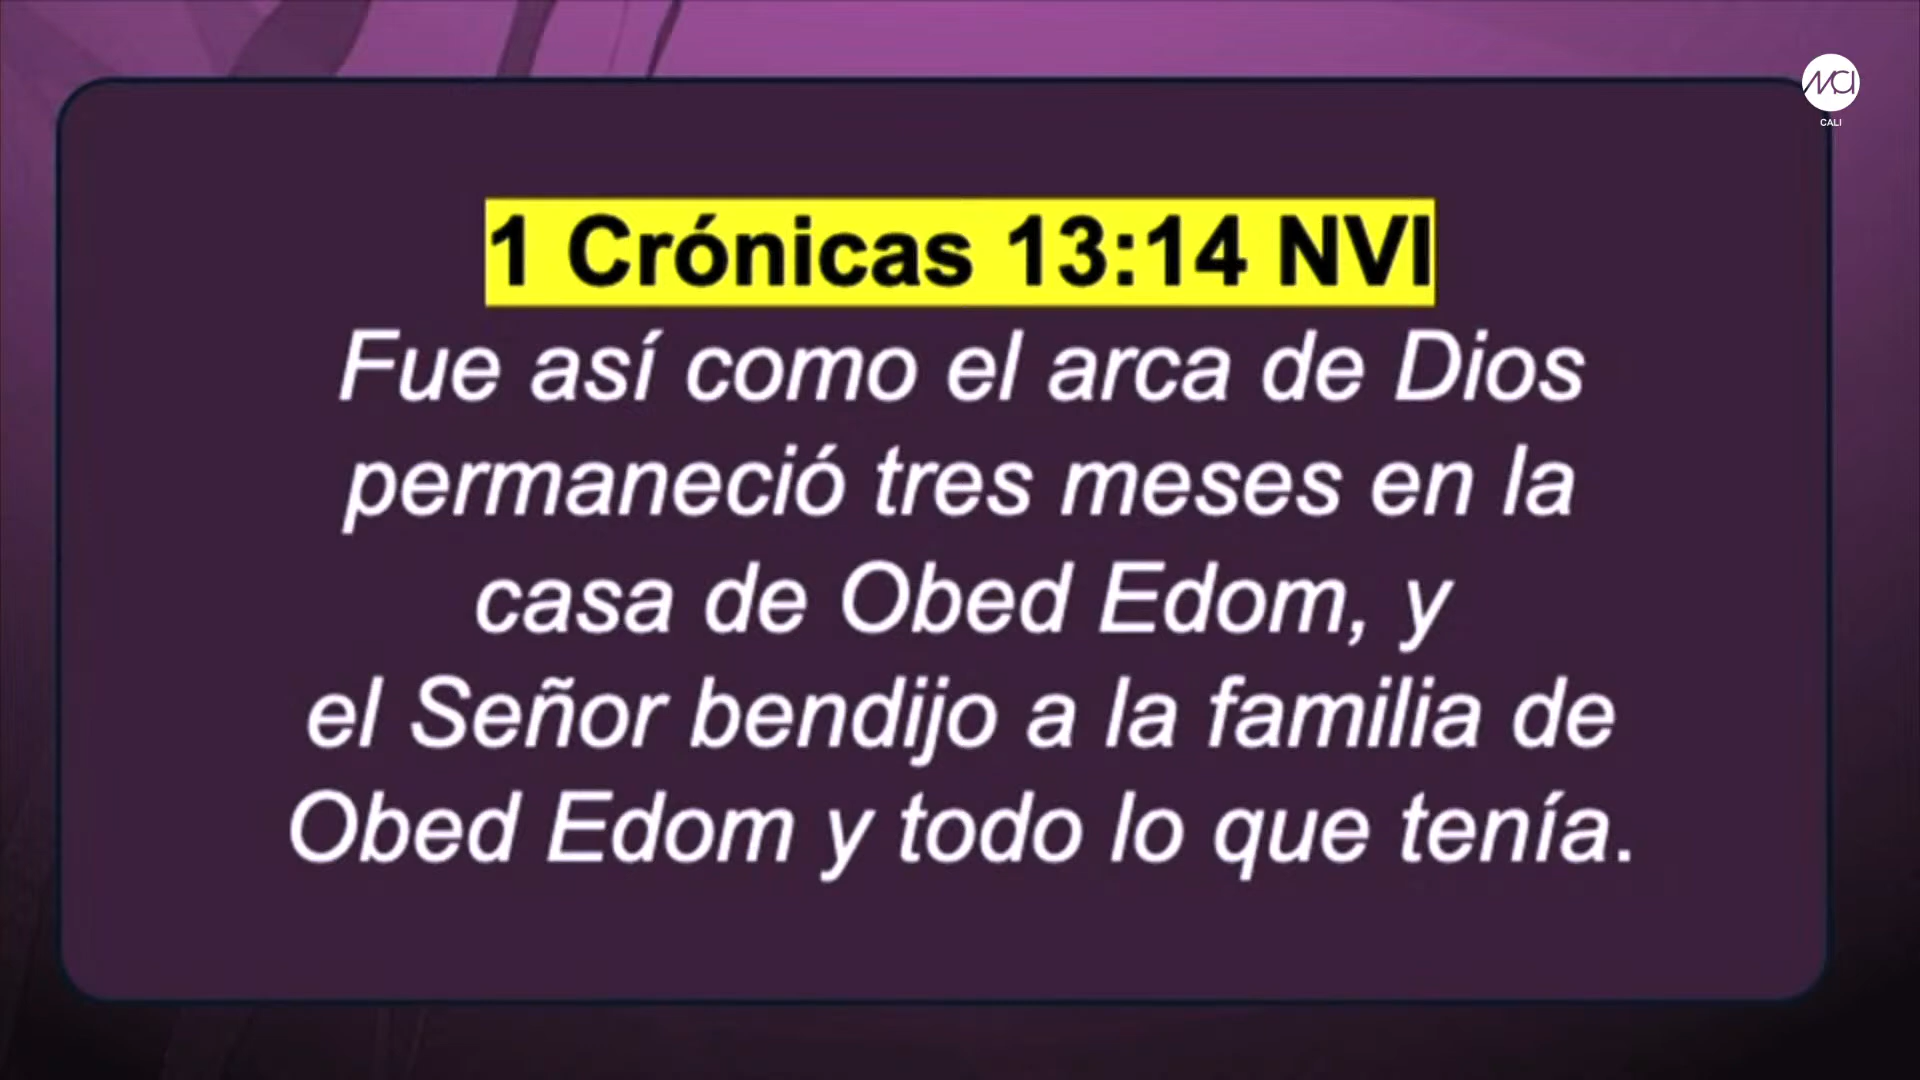 MCI
CALI
1 Crónicas 13:14 NVI
Fue así como el arca de Dios
permaneció tres meses en la
casa de Obed Edom, y
el Señor bendijo a la familia de
Obed Edom y todo lo que tenía.